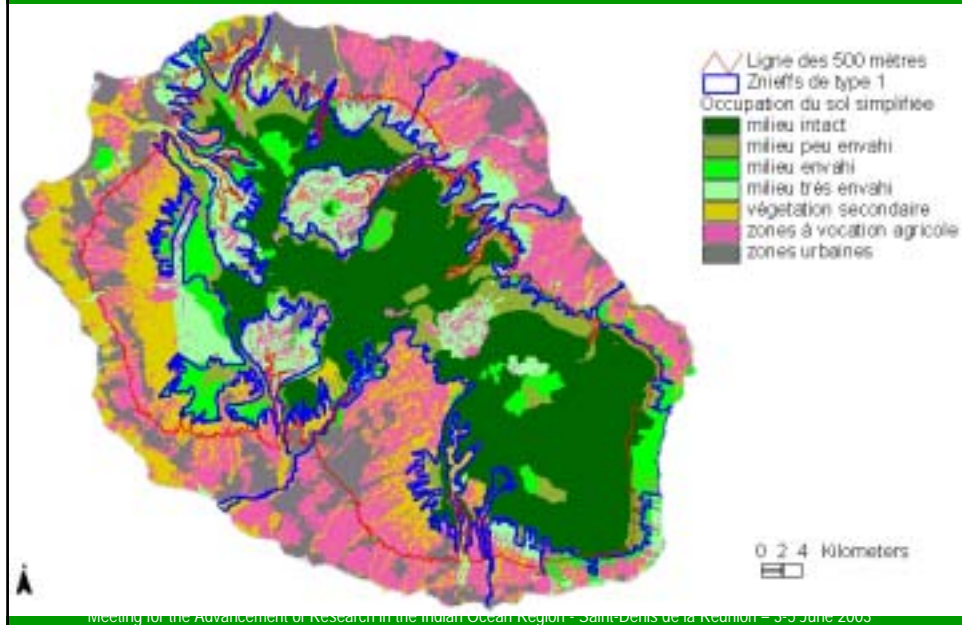 Ligne des 500 mètres
Znieffs de type 1
Occupation du sol simplifiée
milieu intact
milieu peu envahi
milieu envahi
milieu très envahi
végetation secondaire
zones à vocation agricole
zones urbaines
0 2 4 Kilometers
Meeting for the Advancement of Research in the Indian Ocean Region - Saint-Denis de la Réunion – 3-5 June 2003